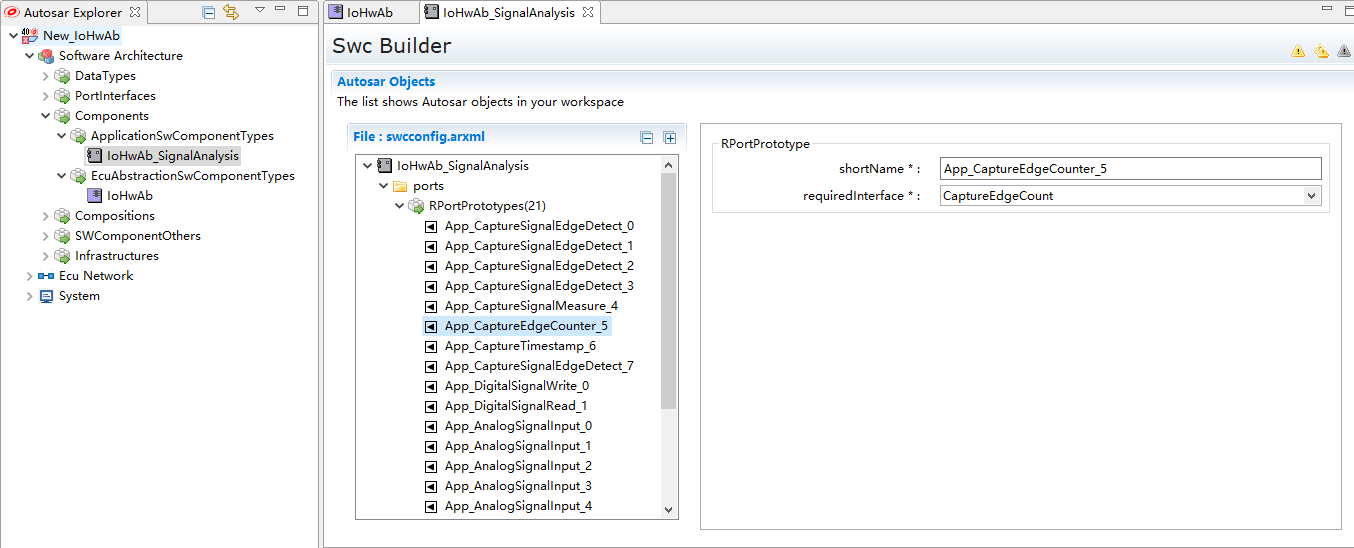 Autosar Explorer
New_IoHwAb
Software Architecture
DataTypes
PortInterfaces
Components
ApplicationSwComponentTypes
IoHwAb_SignalAnalysis
EcuAbstractionSwComponentTypes
IoHwAb
Compositions
SWComponentOthers
Infrastructures
Ecu Network
System
IoHwAb
IoHwAb_SignalAnalysis
Swc Builder
Autosar Objects
The list shows Autosar objects in your workspace
File : swcconfig.arxml
IoHwAb_SignalAnalysis
ports
RPortPrototypes(21)
App_CaptureSignalEdgeDetect_0
App_CaptureSignalEdgeDetect_1
App_CaptureSignalEdgeDetect_2
App_CaptureSignalEdgeDetect_3
App_CaptureSignalMeasure_4
App_CaptureEdgeCounter_5
App_CaptureTimestamp_6
App_CaptureSignalEdgeDetect_7
App_DigitalSignalWrite_0
App_DigitalSignalRead_1
App_AnalogSignalInput_0
App_AnalogSignalInput_1
App_AnalogSignalInput_2
App_AnalogSignalInput_3
App_AnalogSignalInput_4
RPortPrototype
shortName * : App_CaptureEdgeCounter_5
requiredInterface * : CaptureEdgeCount